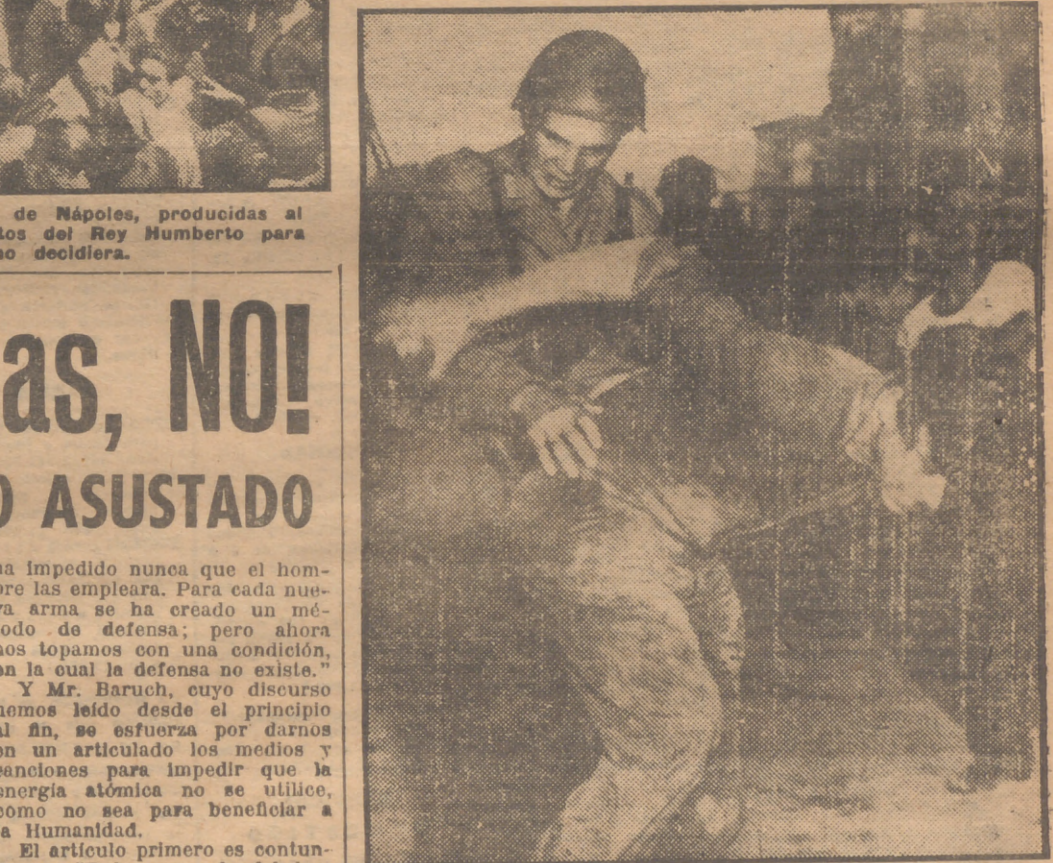 de Nápoles, producidas al
tos del Rey Humberto para
no decidiera.
as, NO!
O ASUSTADO
ha impedido nunca que el hom-
bre las empleara. Para cada nue-
va arma se ha creado un mé-
todo de defensa; pero ahora
nos topamos con una condición,
en la cual la defensa no existe."
Y Mr. Baruch, cuyo discurso
hemos leído desde el principio
al fin, se esfuerza por darnos
en un articulado los medios y
sanciones para impedir que la
energía atómica no se utilice,
como no sea para beneficiar a
la Humanidad.
El artículo primero es contun-